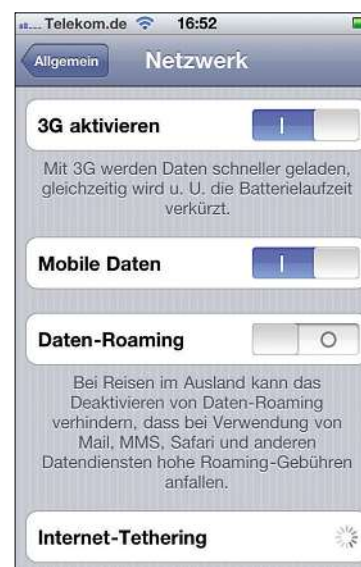 Telekom.de 16:52
Allgemein Netzwerk
3G aktivieren
Mit 3G werden Daten schneller geladen,
gleichzeitig wird u. U. die Batterielaufzeit
verkürzt.
Mobile Daten
Daten-Roaming
Bei Reisen im Ausland kann das
Deaktivieren von Daten-Roaming
verhindern, dass bei Verwendung von
Mail, MMS, Safari und anderen
Datendiensten hohe Roaming-Gebühren
anfallen.
Internet-Tethering